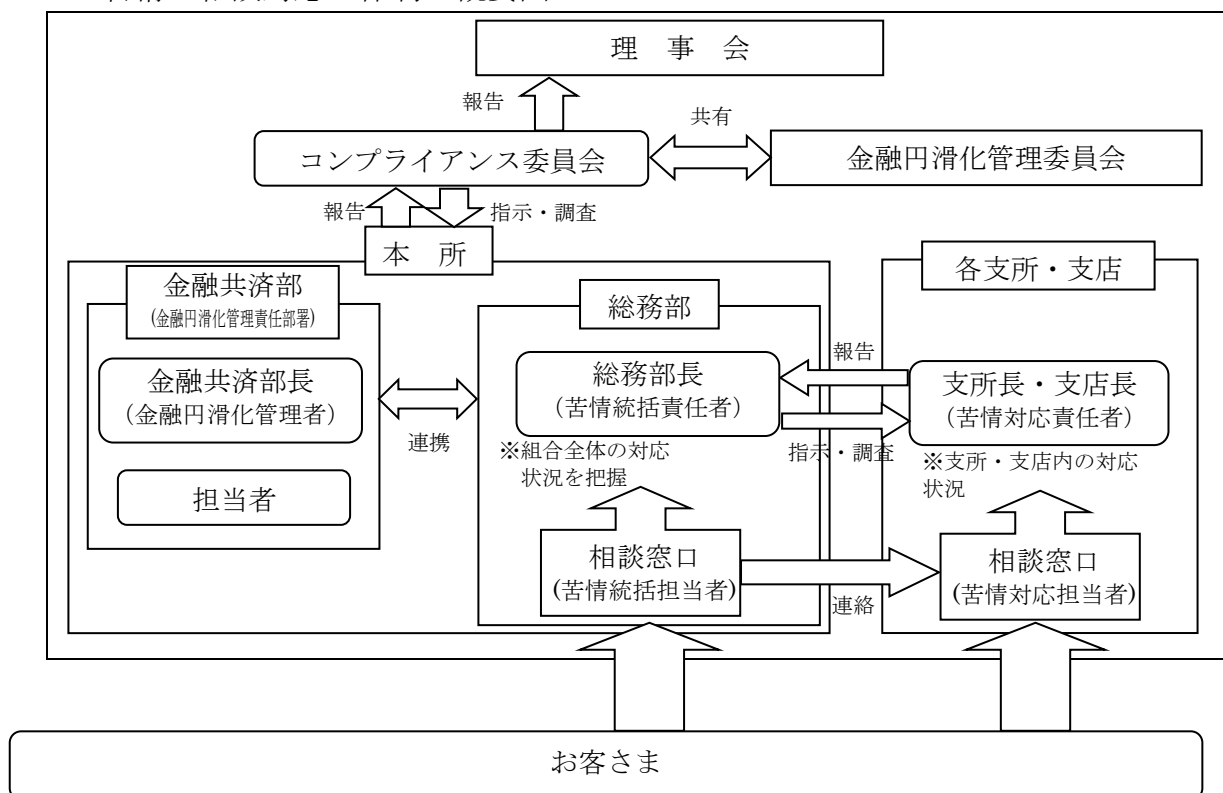 理　事　会
報告
共有
コンプライアンス委員会
金融円滑化管理委員会
報告
指示・調査
本　所
各支所・支店
金融共済部
(金融円滑化管理責任部署)
総務部
報告
金融共済部長
（金融円滑化管理者）
総務部長
（苦情統括責任者）
支所長・支店長
（苦情対応責任者）
連携
指示・調査
※組合全体の対応
状況を把握
※支所・支店内の対応
状況
担当者
相談窓口
(苦情統括担当者)
相談窓口
(苦情対応担当者)
連絡
お客さま